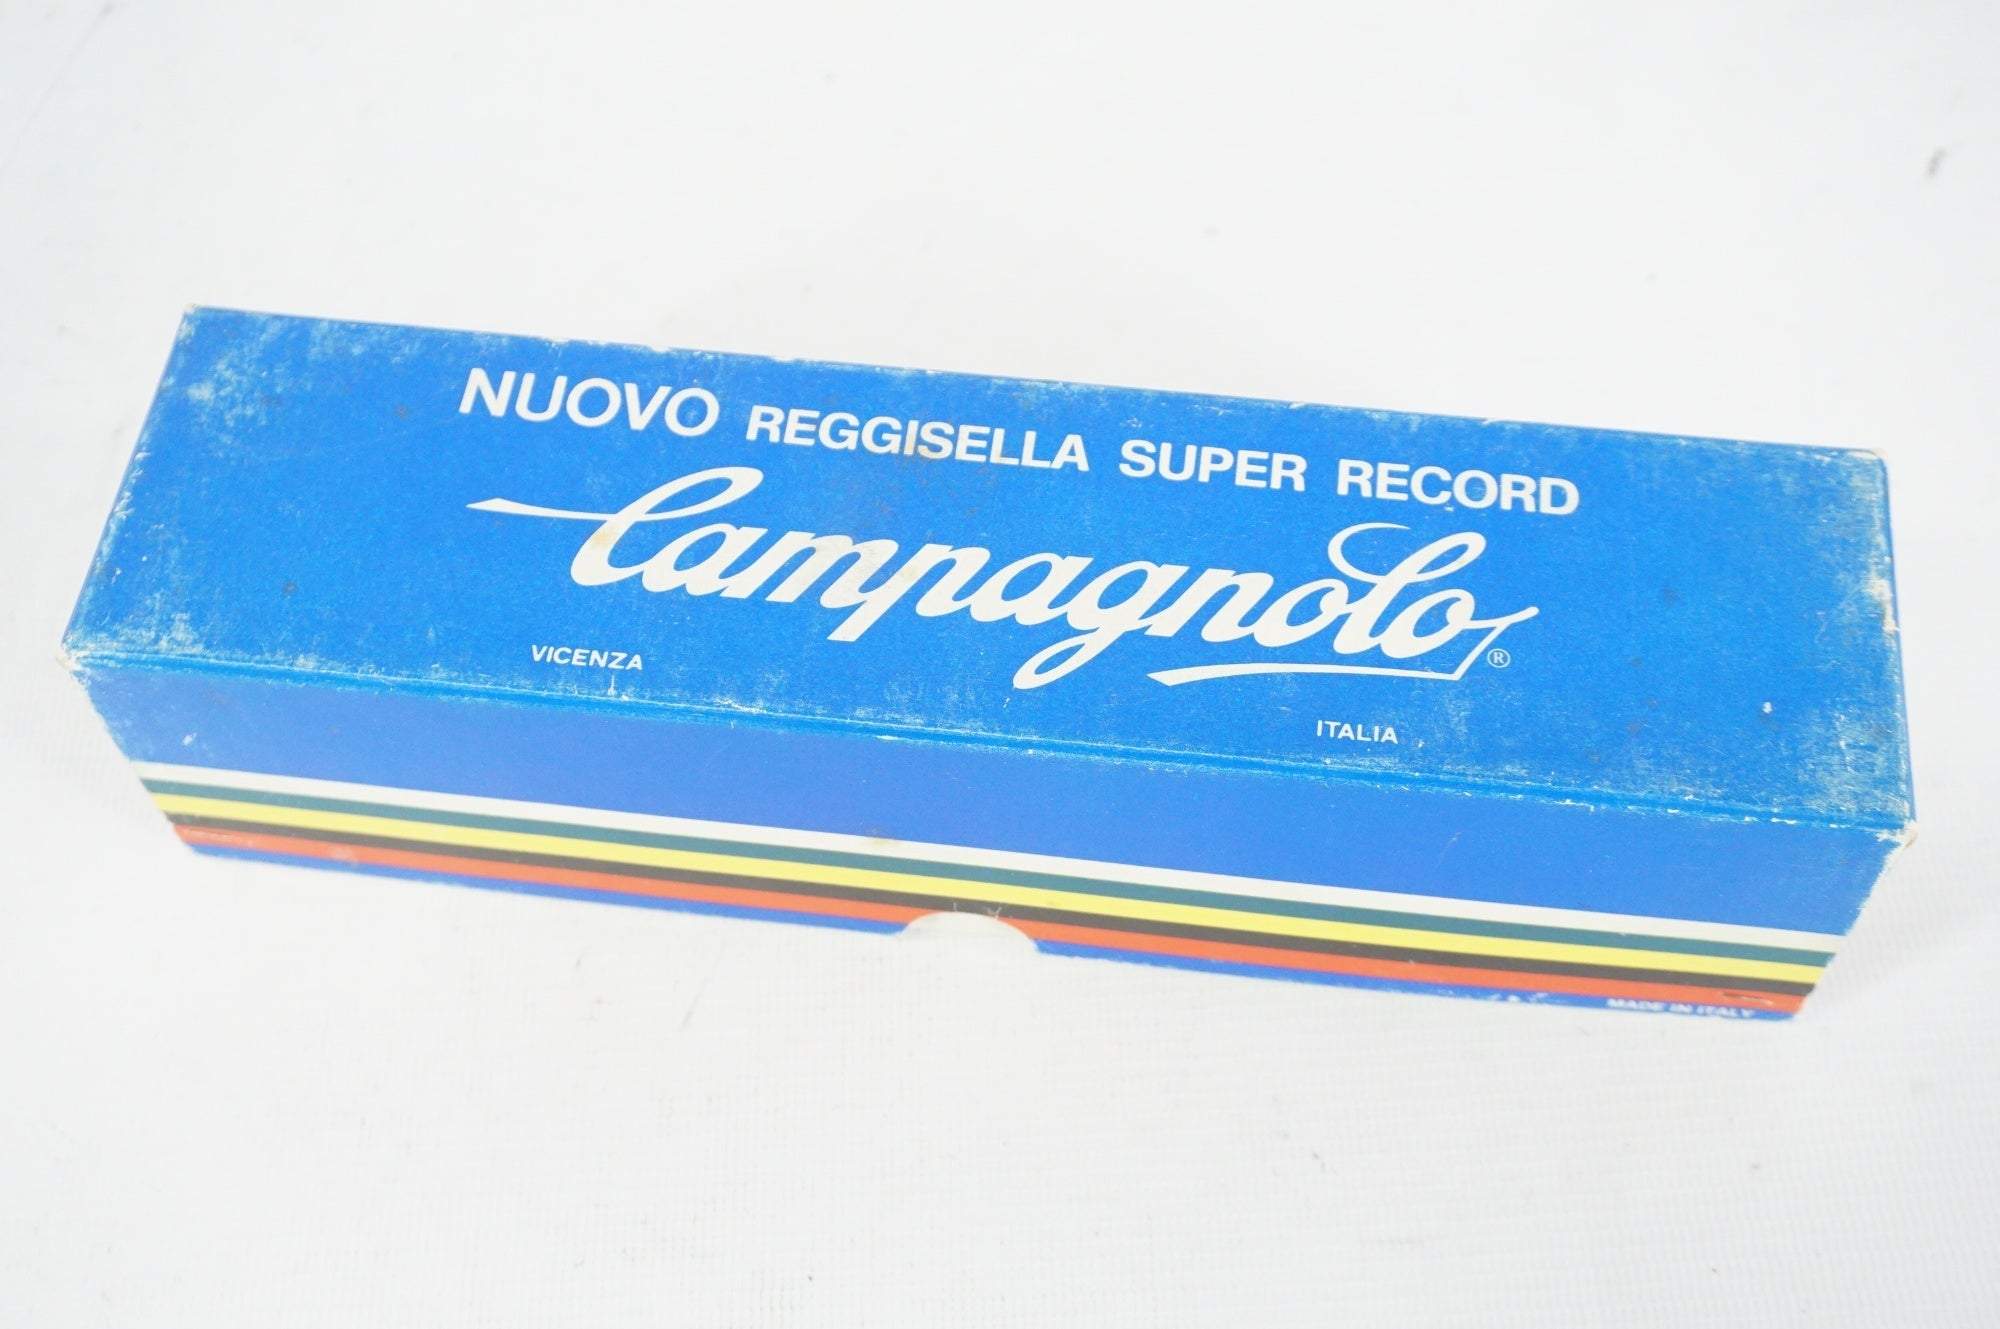 NUOVO REGGISELLA SUPER RECORD
Campagnolo®
VICENZA
ITALIA
MADE IN ITALY